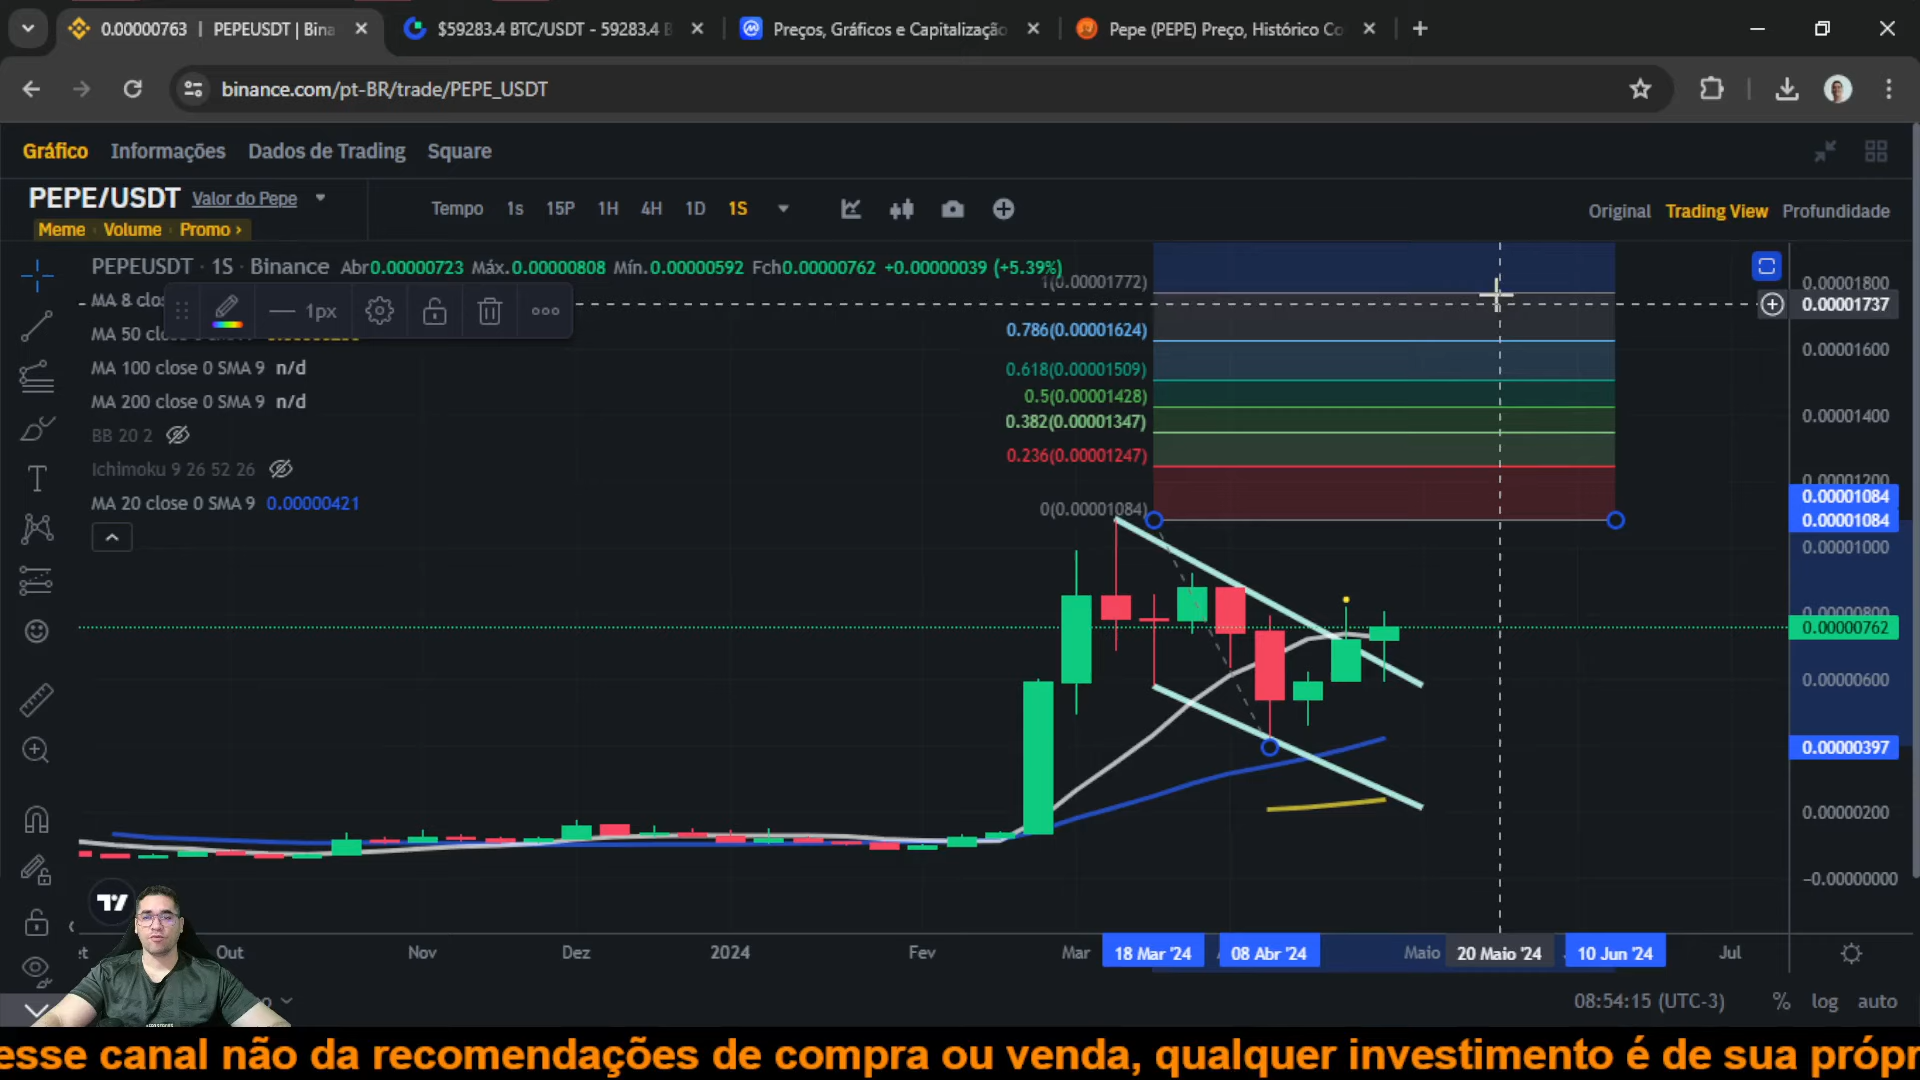 0.00000763 | PEPEUSDT | Bina
$59283.4 BTC/USDT - 59283.4 B
Preços, Gráficos e Capitalização
Pepe (PEPE) Preço, Histórico Co
binance.com/pt-BR/trade/PEPE_USDT
Gráfico Informações Dados de Trading Square
PEPE/USDT Valor do Pepe
Meme Volume Promo ›
Tempo 1s 15P 1H 4H 1D 1S
Original Trading View Profundidade
PEPEUSDT · 1S · Binance Abr0.00000723 Máx.0.00000808 Mín.0.00000592 Fch0.00000762 +0.00000039 (+5.39%)
MA 8 clos
1px
MA 50
MA 100 close 0 SMA 9 n/d
MA 200 close 0 SMA 9 n/d
BB 20 2
Ichimoku 9 26 52 26
MA 20 close 0 SMA 9 0.00000421
1(0.00001772)
0.786(0.00001624)
0.618(0.00001509)
0.5(0.00001428)
0.382(0.00001347)
0.236(0.00001247)
0(0.00001084)
0.00001800
0.00001737
0.00001600
0.00001400
0.00001200
0.00001084
0.00001084
0.00001000
0.00000800
0.00000762
0.00000600
0.00000397
0.00000200
−0.00000000
Out Nov Dez 2024 Fev Mar 18 Mar '24 08 Abr '24 Maio 20 Maio '24 10 Jun '24 Jul
08:54:15 (UTC-3) % log auto
esse canal não da recomendações de compra ou venda, qualquer investimento é de sua própr